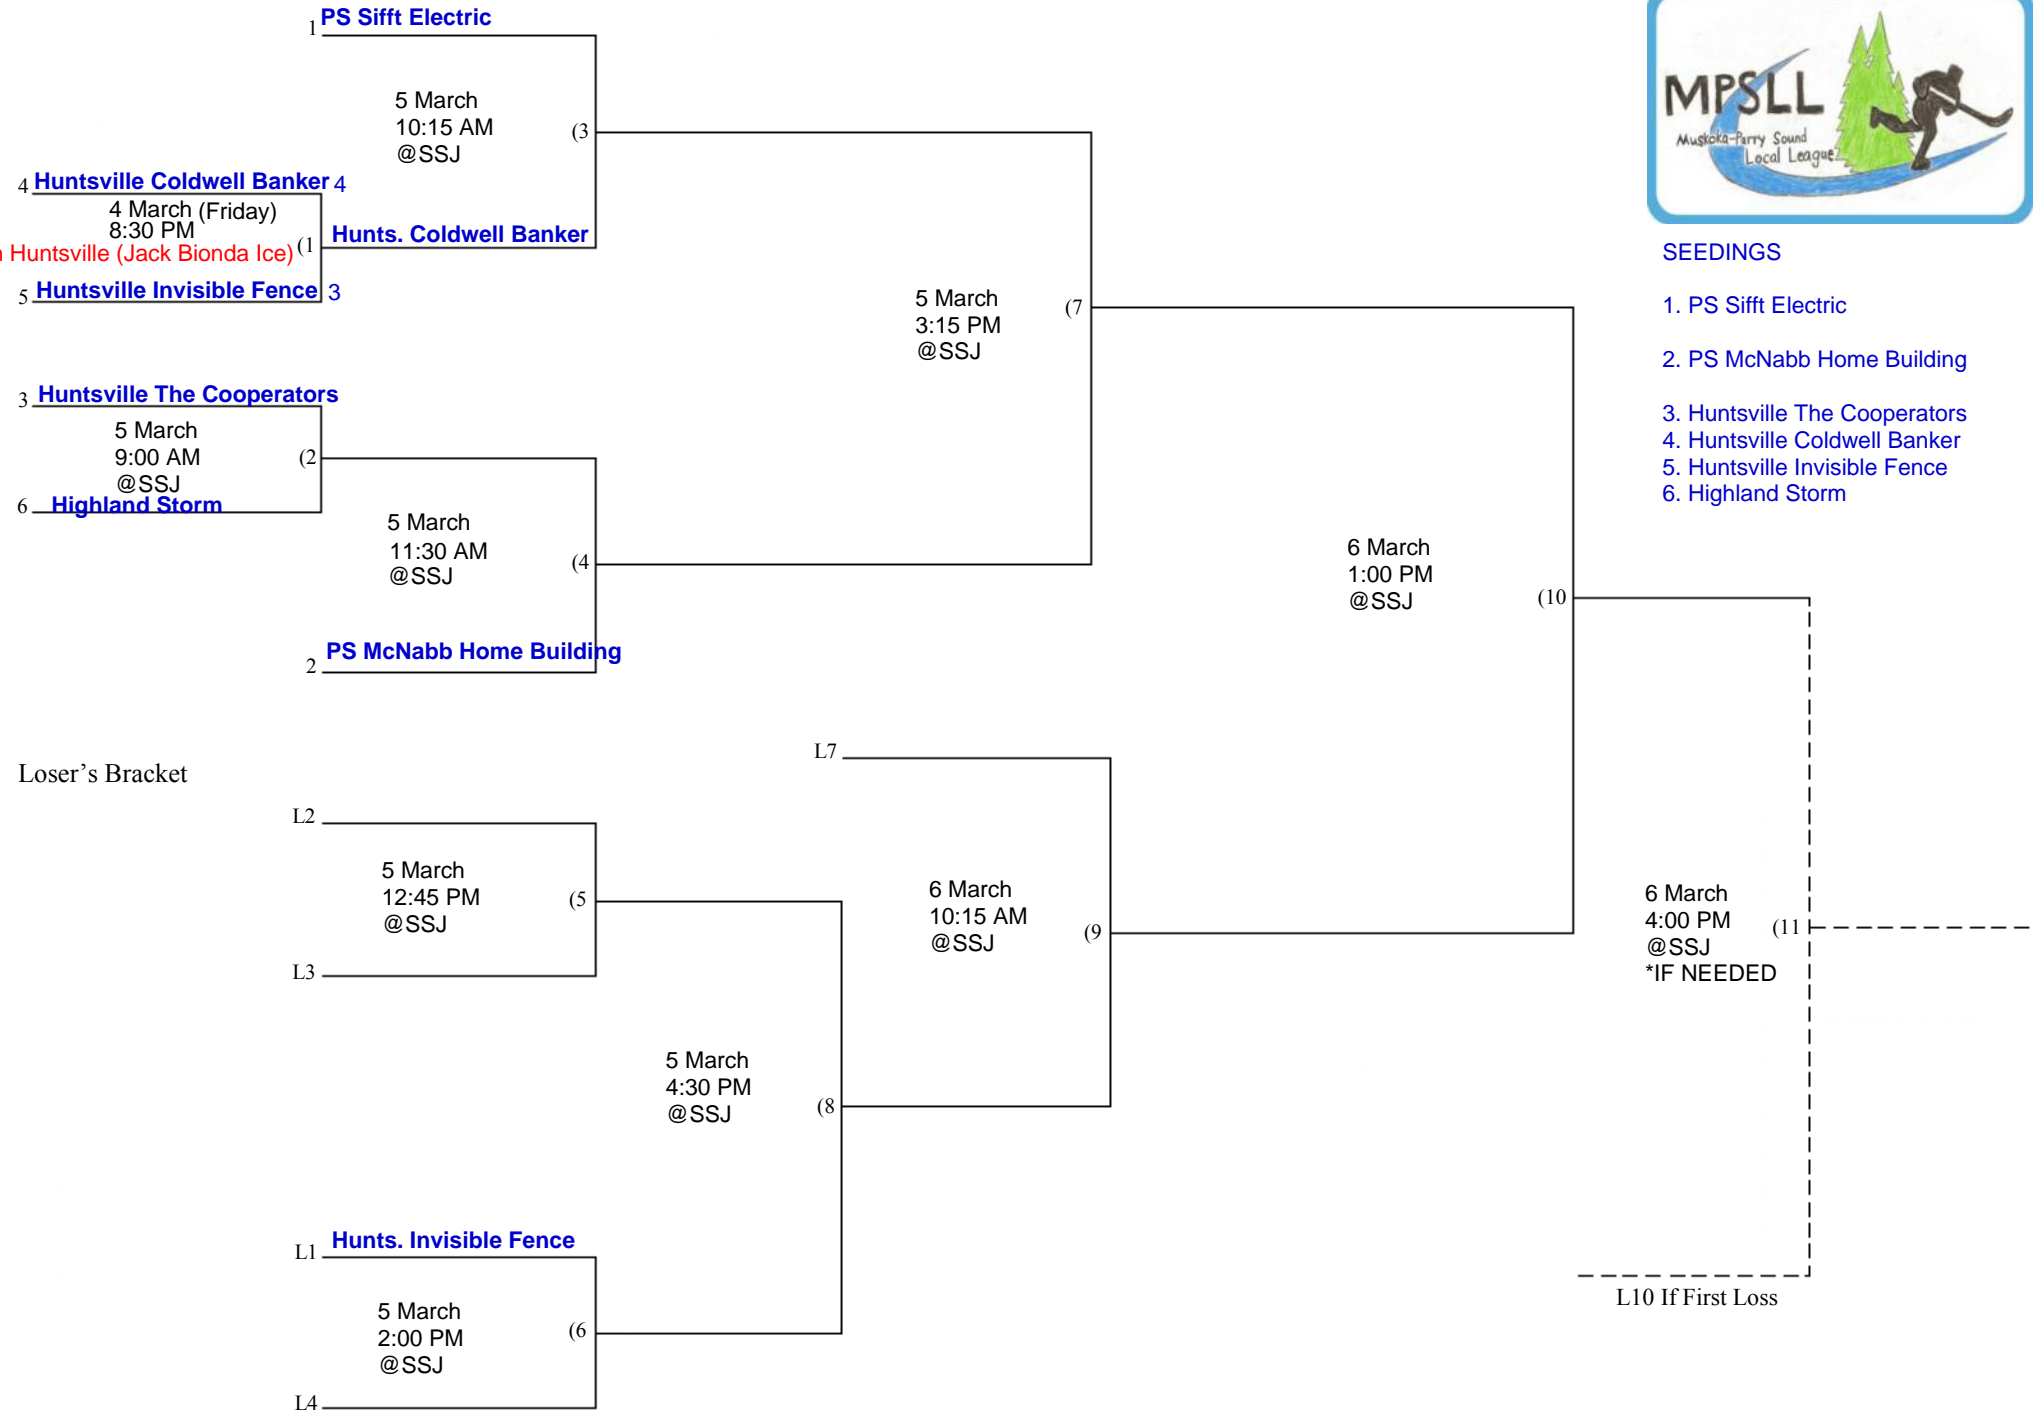 1 PS Sifft Electric
5 March
10:15 AM
@SSJ
(3
4 Huntsville Coldwell Banker 4
4 March (Friday)
8:30 PM
Huntsville (Jack Bionda Ice)
(1
Hunts. Coldwell Banker
5 Huntsville Invisible Fence 3
3 Huntsville The Cooperators
5 March
9:00 AM
@SSJ
(2
6 Highland Storm
5 March
11:30 AM
@SSJ
(4
2 PS McNabb Home Building
5 March
3:15 PM
@SSJ
(7
6 March
1:00 PM
@SSJ
(10
MPSLL
Muskoka-Parry Sound
Local League
SEEDINGS
1. PS Sifft Electric
2. PS McNabb Home Building
3. Huntsville The Cooperators
4. Huntsville Coldwell Banker
5. Huntsville Invisible Fence
6. Highland Storm
Loser’s Bracket
L7
L2
5 March
12:45 PM
@SSJ
(5
L3
6 March
10:15 AM
@SSJ
(9
5 March
4:30 PM
@SSJ
(8
L1 Hunts. Invisible Fence
5 March
2:00 PM
@SSJ
(6
L4
6 March
4:00 PM
@SSJ
*IF NEEDED
(11
L10 If First Loss